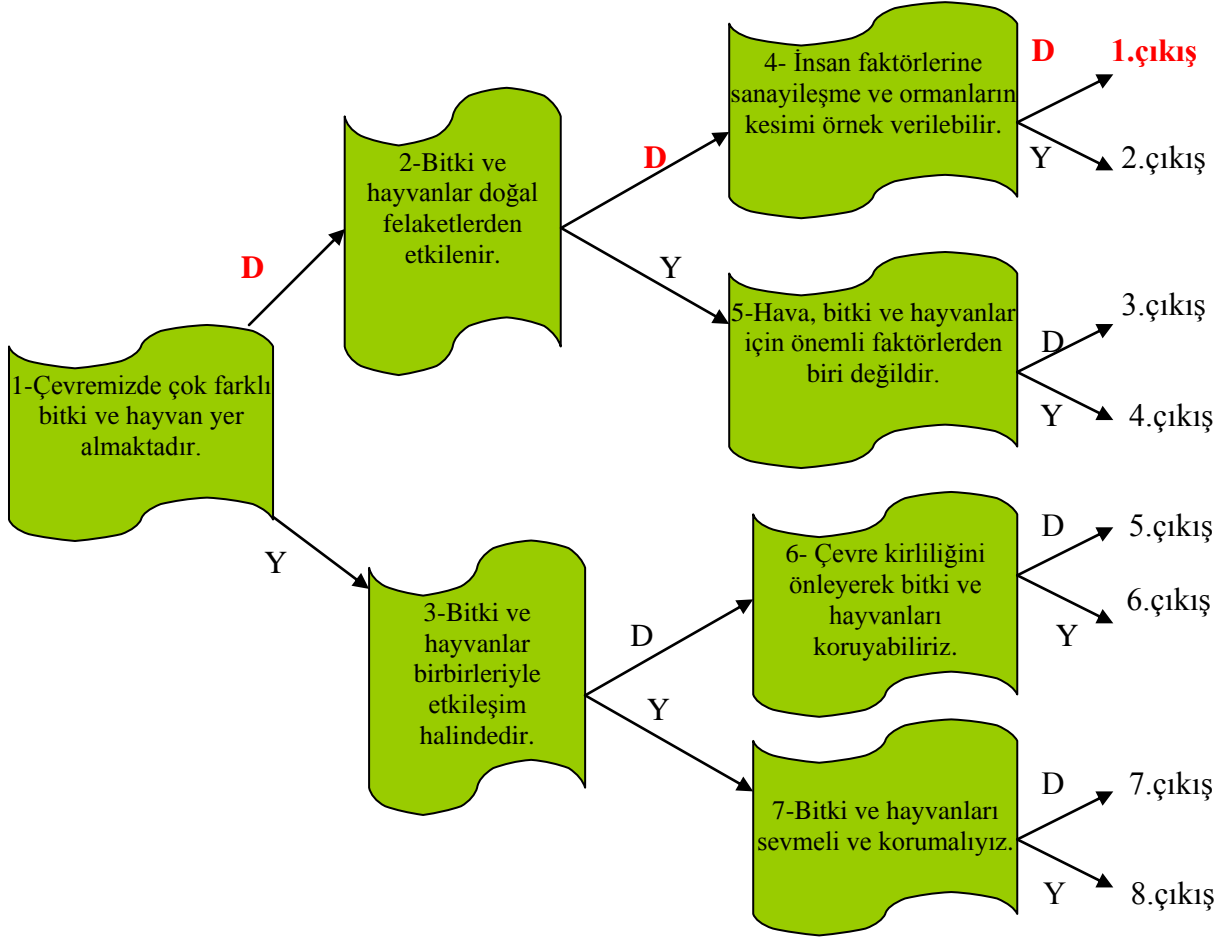 4- İnsan faktörlerine
sanayileşme ve ormanların
kesimi örnek verilebilir.
D
1.çıkış
Y
2.çıkış
2-Bitki ve
hayvanlar doğal
felaketlerden
etkilenir.
D
Y
D
5-Hava, bitki ve hayvanlar
için önemli faktörlerden
biri değildir.
3.çıkış
D
Y
4.çıkış
1-Çevremizde çok farklı
bitki ve hayvan yer
almaktadır.
Y
6- Çevre kirliliğini
önleyerek bitki ve
hayvanları
koruyabiliriz.
D
5.çıkış
6.çıkış
Y
3-Bitki ve
hayvanlar
birbirleriyle
etkileşim
halindedir.
D
Y
7-Bitki ve hayvanları
sevmeli ve korumalıyız.
D
7.çıkış
Y
8.çıkış